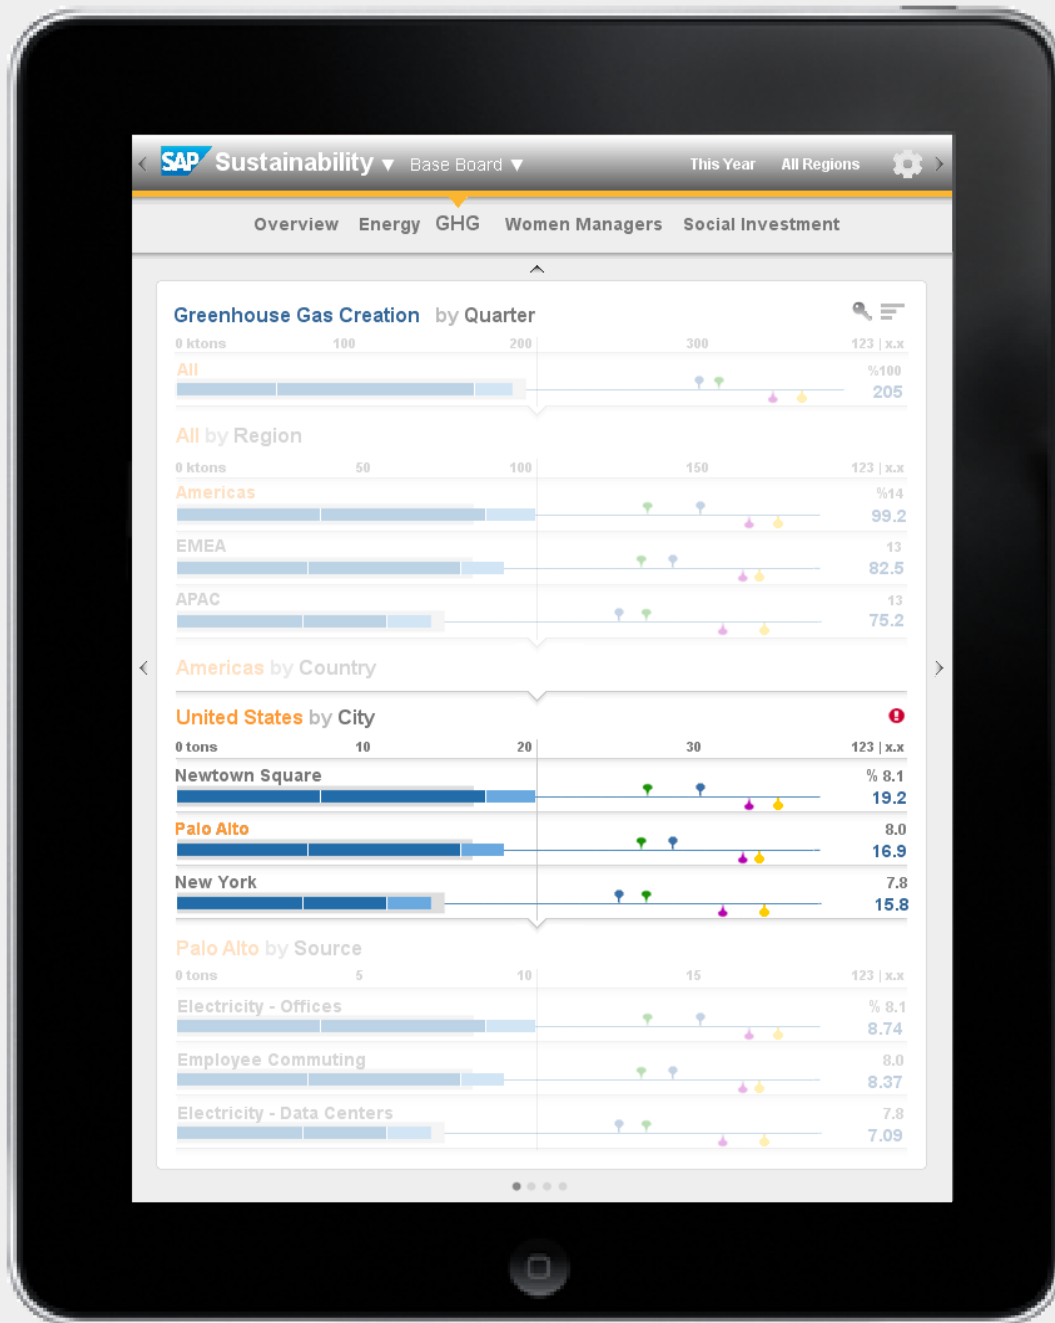 SAP Sustainability ▼ Base Board ▼ This Year All Regions
Overview Energy GHG Women Managers Social Investment
Greenhouse Gas Creation by Quarter
0 ktons 100 200 300 123 | x.x
All %100
205
All by Region
0 ktons 50 100 150 123 | x.x
Americas %14
99.2
EMEA 13
82.5
APAC 13
75.2
Americas by Country
United States by City
0 tons 10 20 30 123 | x.x
Newtown Square % 8.1
19.2
Palo Alto 8.0
16.9
New York 7.8
15.8
Palo Alto by Source
0 tons 5 10 15 123 | x.x
Electricity - Offices % 8.1
8.74
Employee Commuting 8.0
8.37
Electricity - Data Centers 7.8
7.09